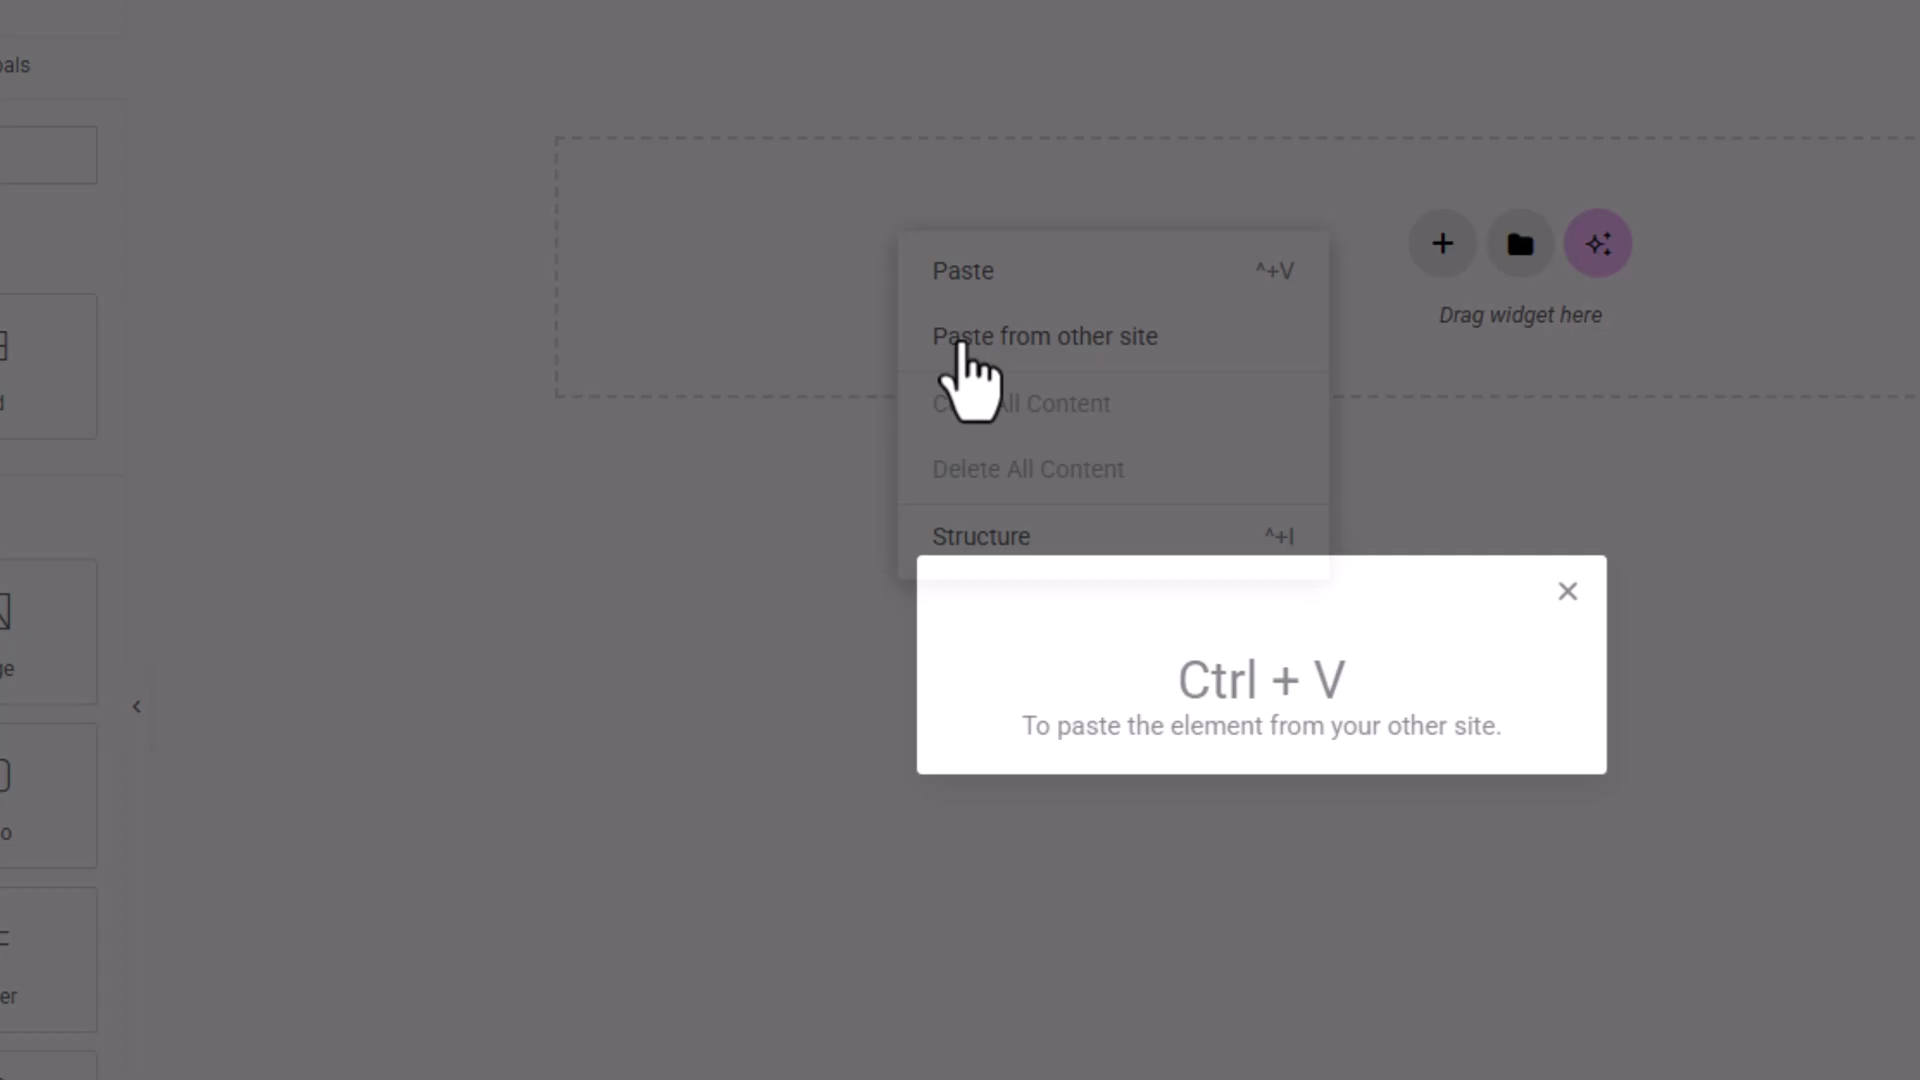 Paste ^+V
Paste from other site
All Content
Delete All Content
Structure ^+I
Drag widget here
Ctrl + V
To paste the element from your other site.